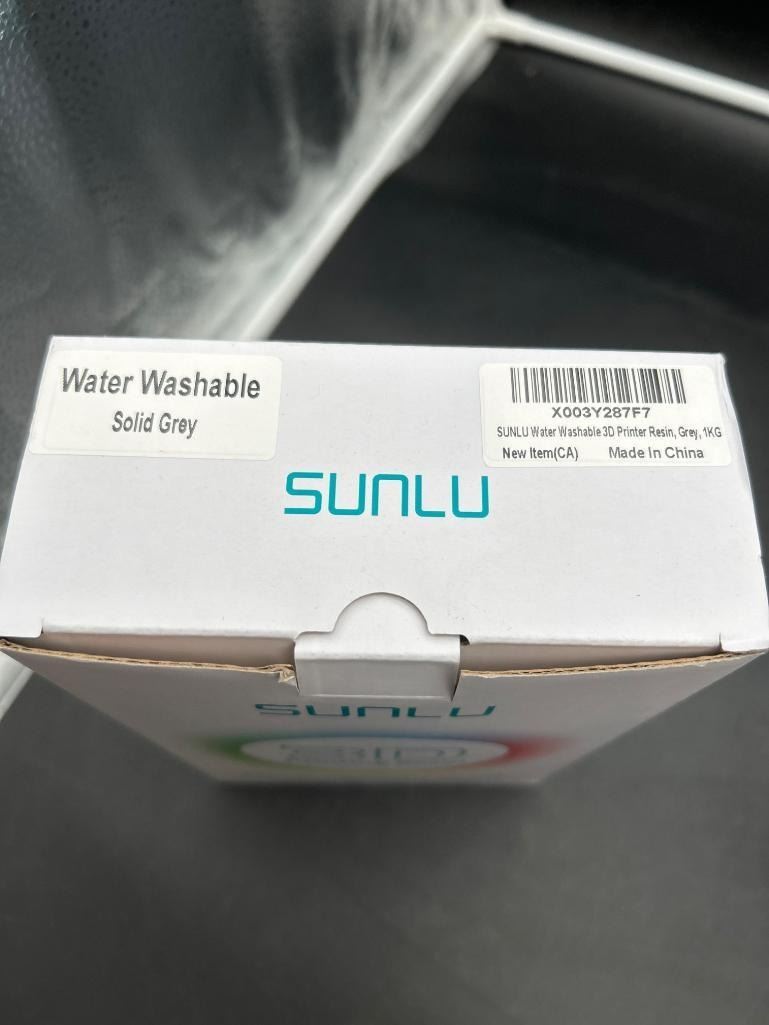 Water Washable
Solid Grey
X003Y287F7
SUNLU Water Washable 3D Printer Resin, Grey, 1KG
New Item(CA) Made In China
SUNLU
SUNLU
3D